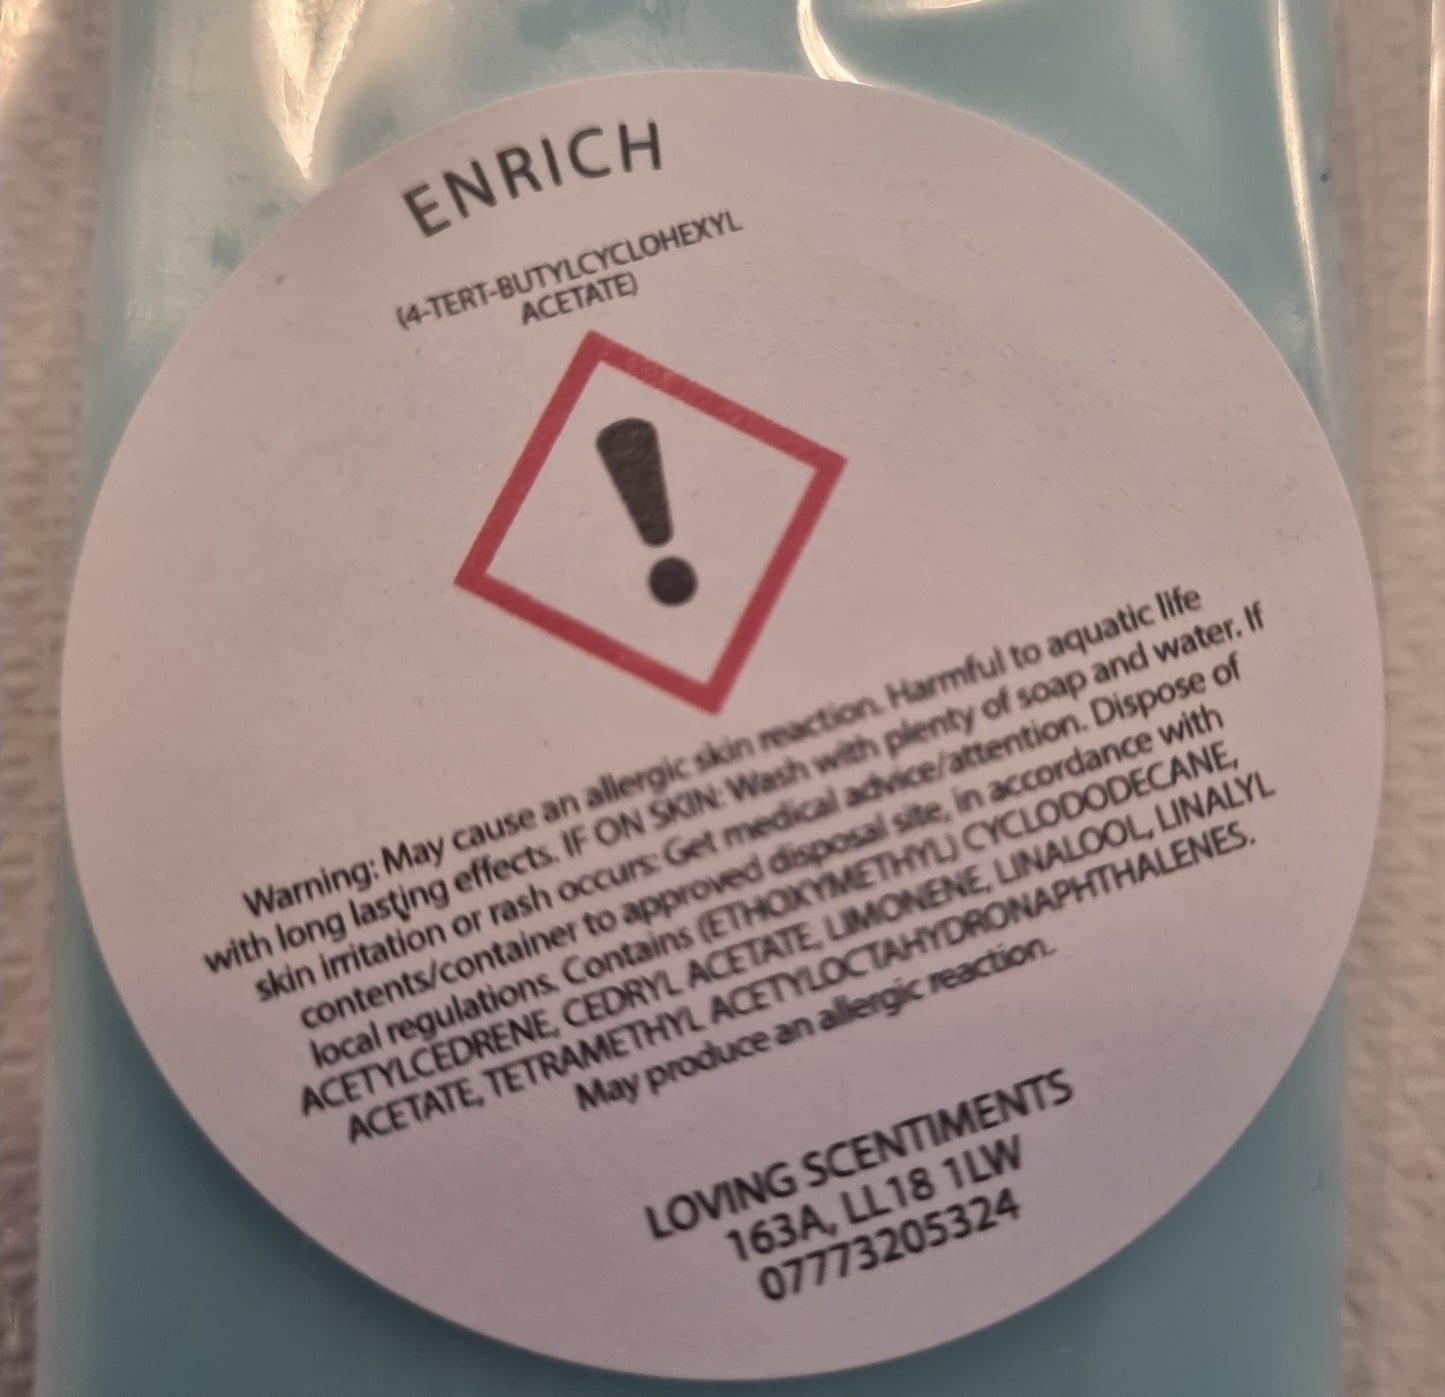 ENRICH
(4-TERT-BUTYLCYCLOHEXYL
ACETATE)
Warning: May cause an allergic skin reaction. Harmful to aquatic life
with long lasting effects. IF ON SKIN: Wash with plenty of soap and water. If
skin irritation or rash occurs: Get medical advice/attention. Dispose of
contents/container to approved disposal site, in accordance with
local regulations. Contains (ETHOXYMETHYL) CYCLODODECANE,
ACETYLCEDRENE, CEDRYL ACETATE, LIMONENE, LINALOOL, LINALYL
ACETATE, TETRAMETHYL ACETYLOCTAHYDRONAPHTHALENES.
May produce an allergic reaction.
LOVING SCENTIMENTS
163A, LL18 1LW
07773205324